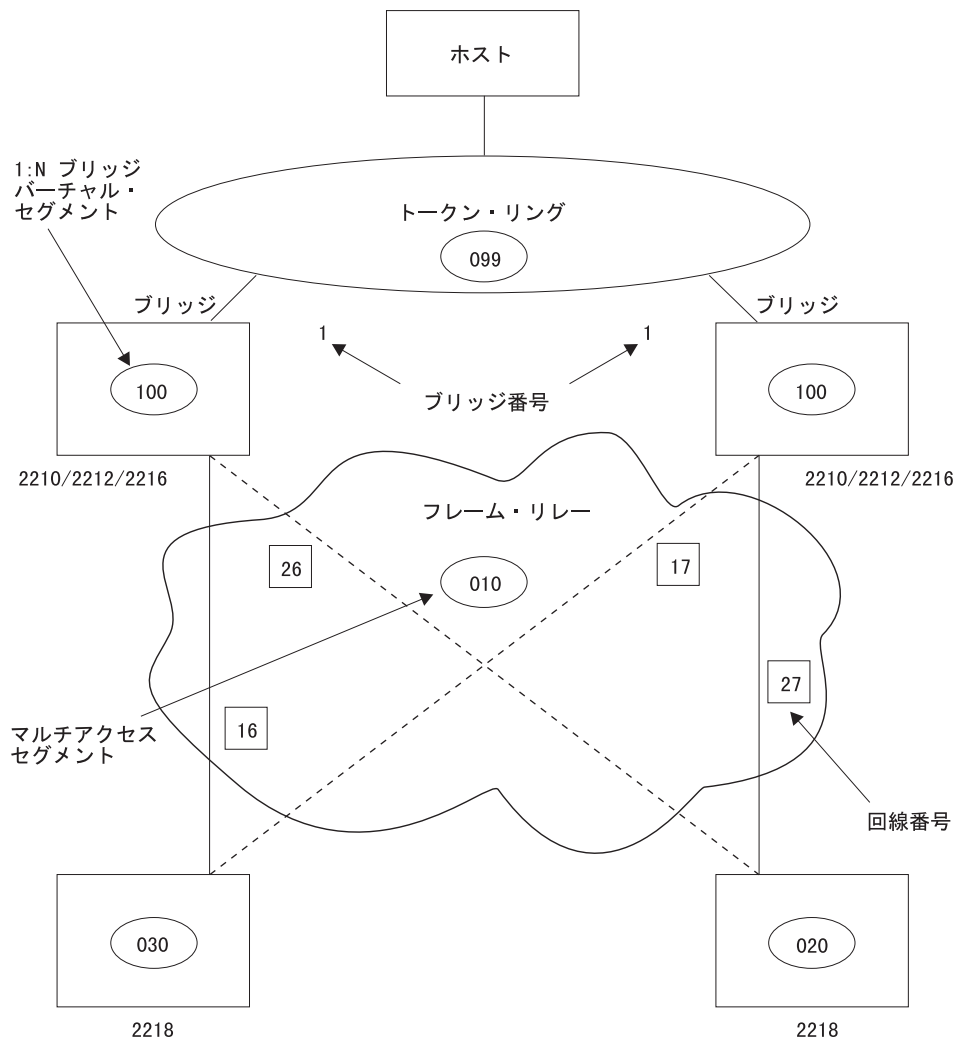 ホスト
1:N ブリッジ
バーチャル・
セグメント
トークン・リング
099
ブリッジ
ブリッジ
1
1
100
100
ブリッジ番号
2210/2212/2216
2210/2212/2216
フレーム・リレー
26
17
010
27
16
マルチアクセス
セグメント
回線番号
030
020
2218
2218